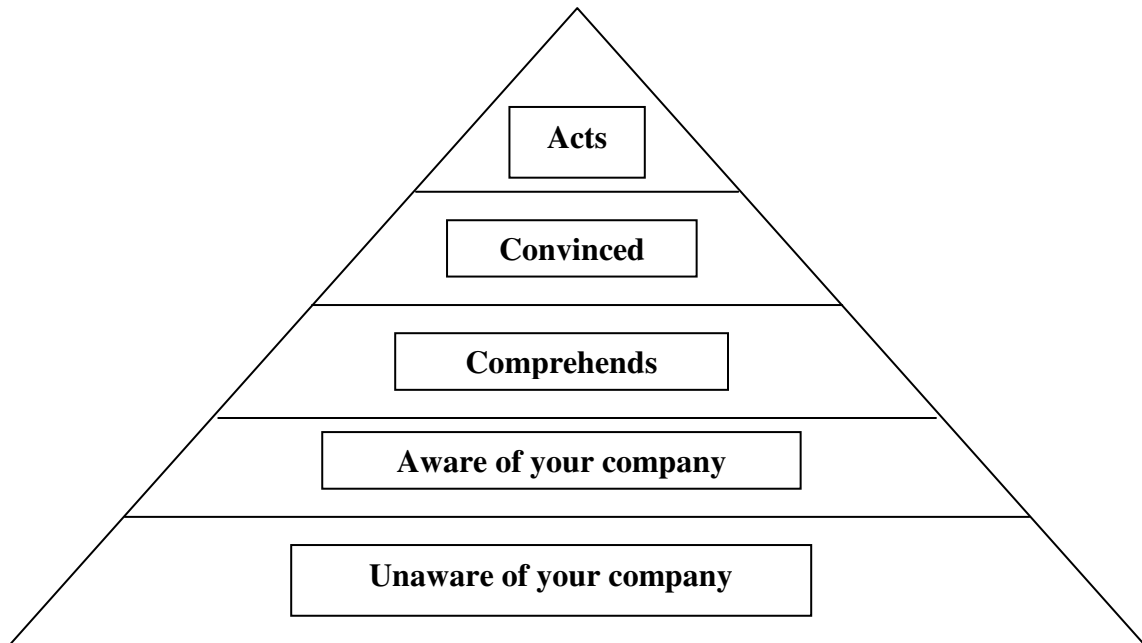 Acts
Convinced
Comprehends
Aware of your company
Unaware of your company